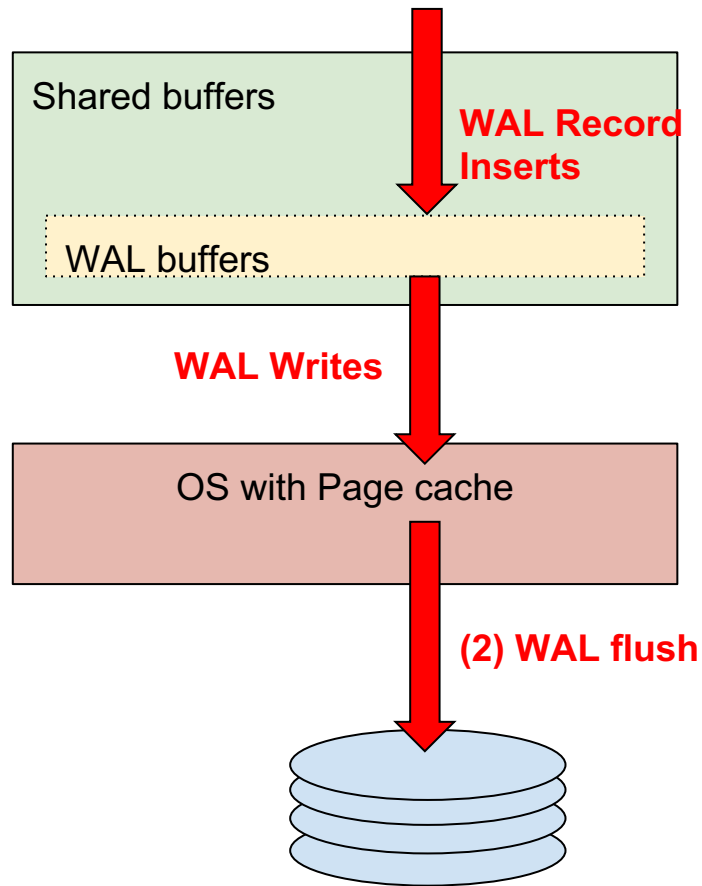 Shared buffers
WAL Record
Inserts
WAL buffers
WAL Writes
OS with Page cache
(2) WAL flush